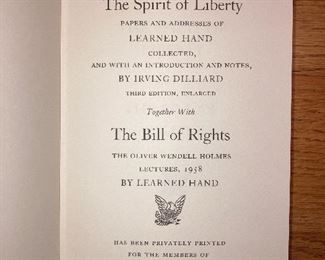 The Spirit of Liberty
PAPERS AND ADDRESSES OF
LEARNED HAND
COLLECTED,
AND WITH AN INTRODUCTION AND NOTES,
BY IRVING DILLIARD
THIRD EDITION, ENLARGED
Together With
The Bill of Rights
THE OLIVER WENDELL HOLMES
LECTURES, 1958
BY LEARNED HAND
HAS BEEN PRIVATELY PRINTED
FOR THE MEMBERS OF